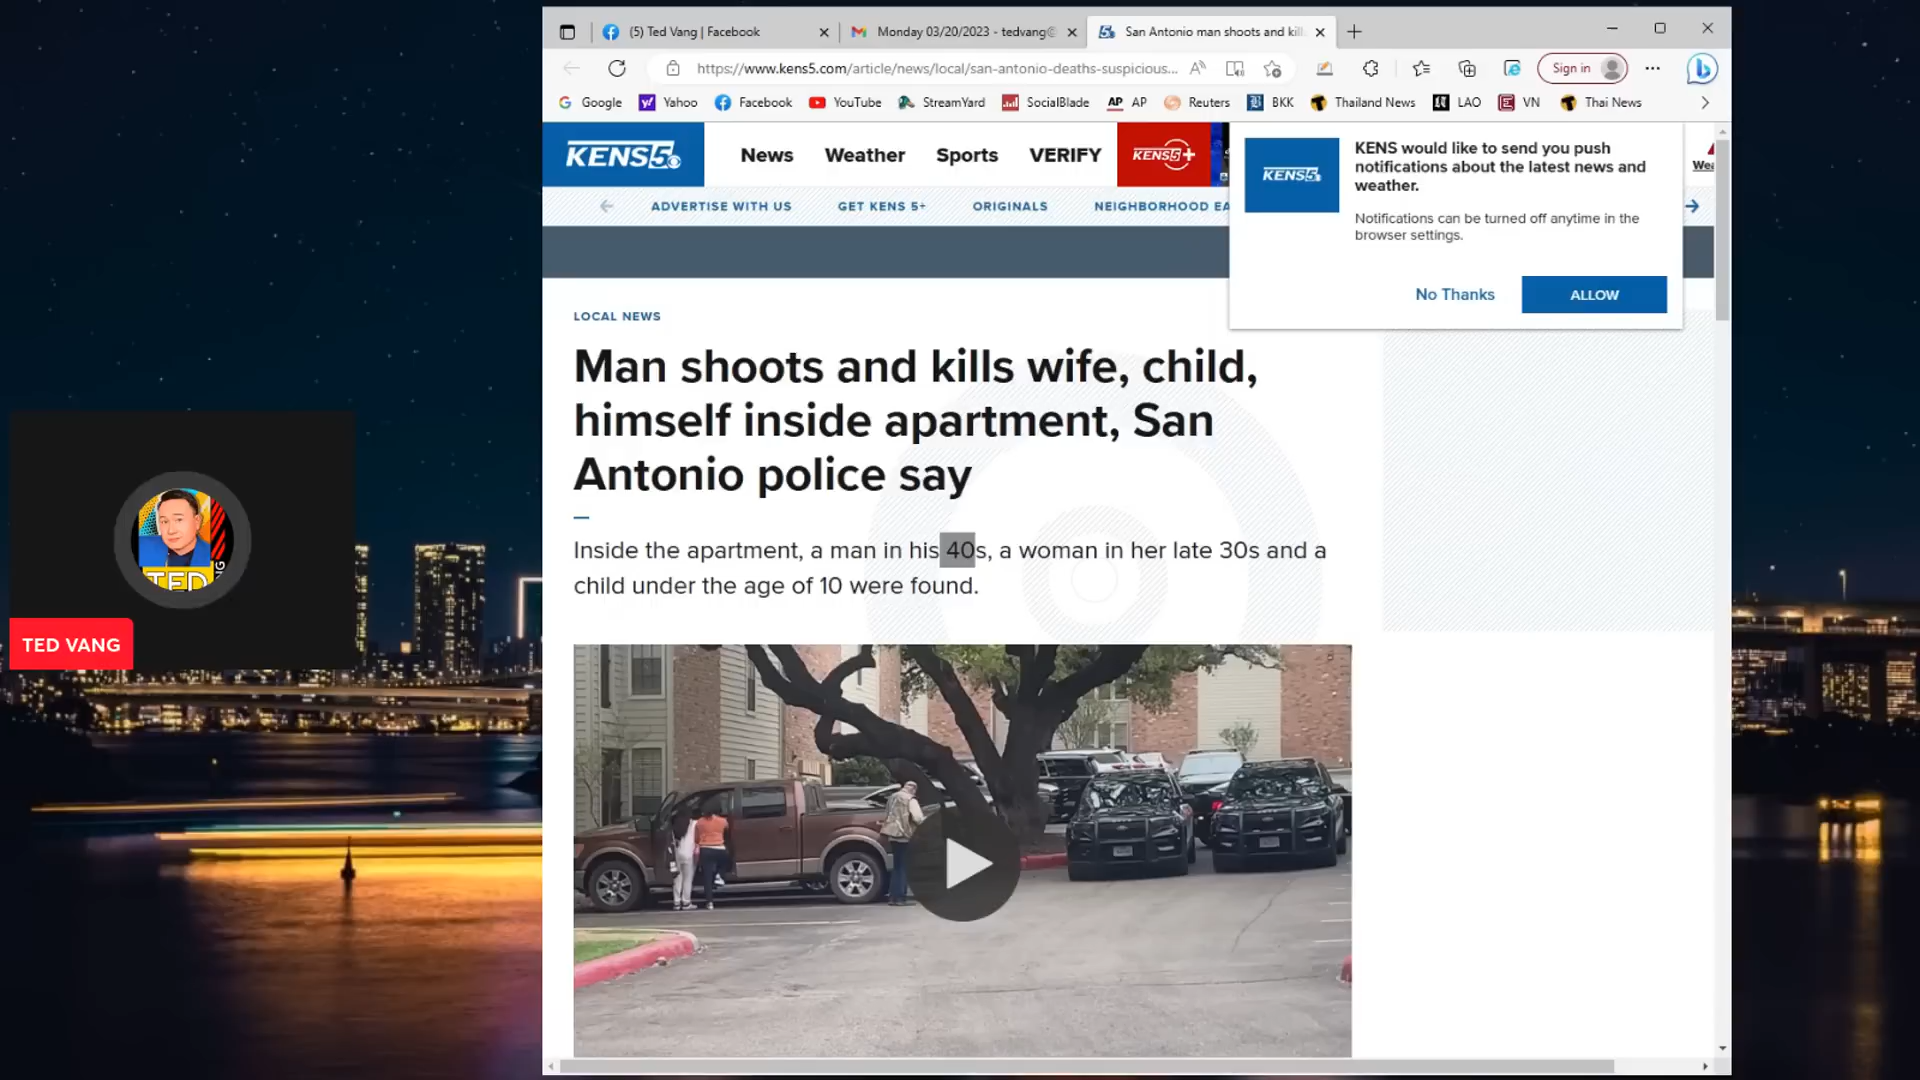 (5) Ted Vang | Facebook
Monday 03/20/2023 - tedvang@
San Antonio man shoots and kill
https://www.kens5.com/article/news/local/san-antonio-deaths-suspicious...
Sign in
Google
Yahoo
Facebook
YouTube
StreamYard
SocialBlade
AP AP
Reuters
BKK
Thailand News
LAO
VN
Thai News
KENS5
News
Weather
Sports
VERIFY
KENS5+
ADVERTISE WITH US
GET KENS 5+
ORIGINALS
NEIGHBORHOOD EA
KENS5
KENS would like to send you push
notifications about the latest news and
weather.
Notifications can be turned off anytime in the
browser settings.
No Thanks
ALLOW
LOCAL NEWS
Man shoots and kills wife, child,
himself inside apartment, San
Antonio police say
Inside the apartment, a man in his 40s, a woman in her late 30s and a
child under the age of 10 were found.
TED
TED VANG